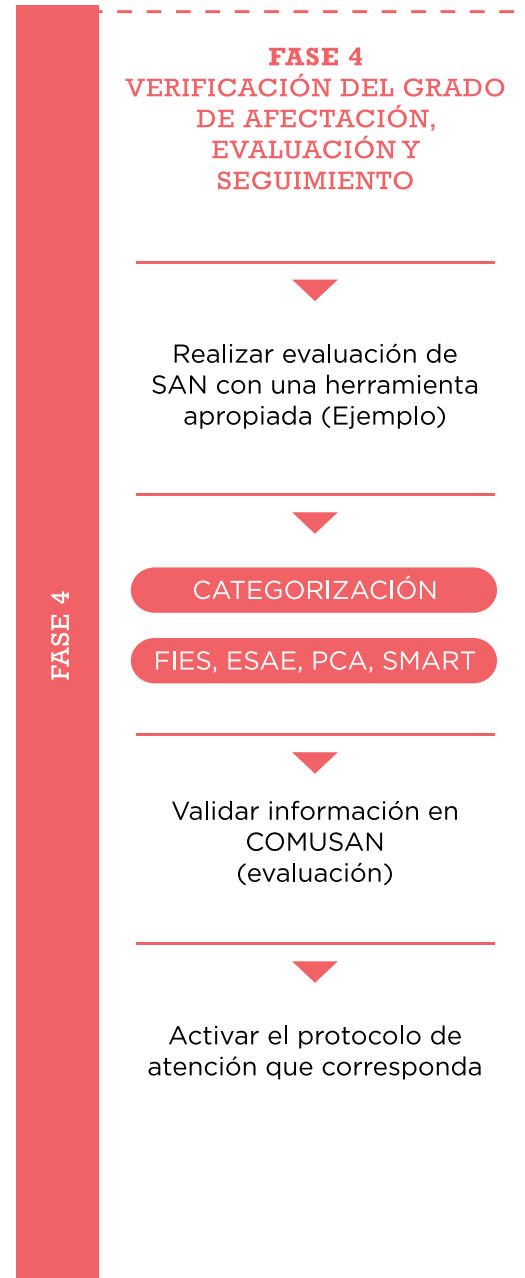 FASE 4
VERIFICACIÓN DEL GRADO
DE AFECTACIÓN,
EVALUACIÓN Y
SEGUIMIENTO
Realizar evaluación de
SAN con una herramienta
apropiada (Ejemplo)
CATEGORIZACIÓN
FIES, ESAE, PCA, SMART
Validar información en
COMUSAN
(evaluación)
Activar el protocolo de
atención que corresponda
FASE 4